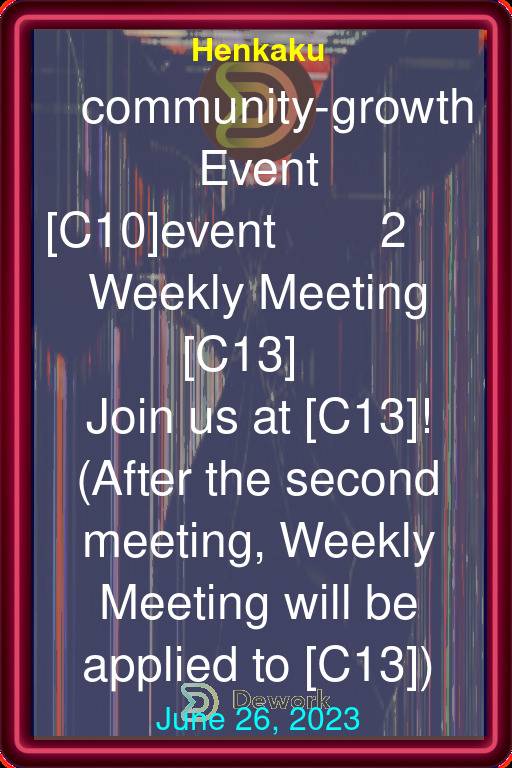 Henkaku
community-growth
Event
[C10]event 2
Weekly Meeting
[C13]
Join us at [C13]!
(After the second
meeting, Weekly
Meeting will be
applied to [C13])
Dework
June 26, 2023